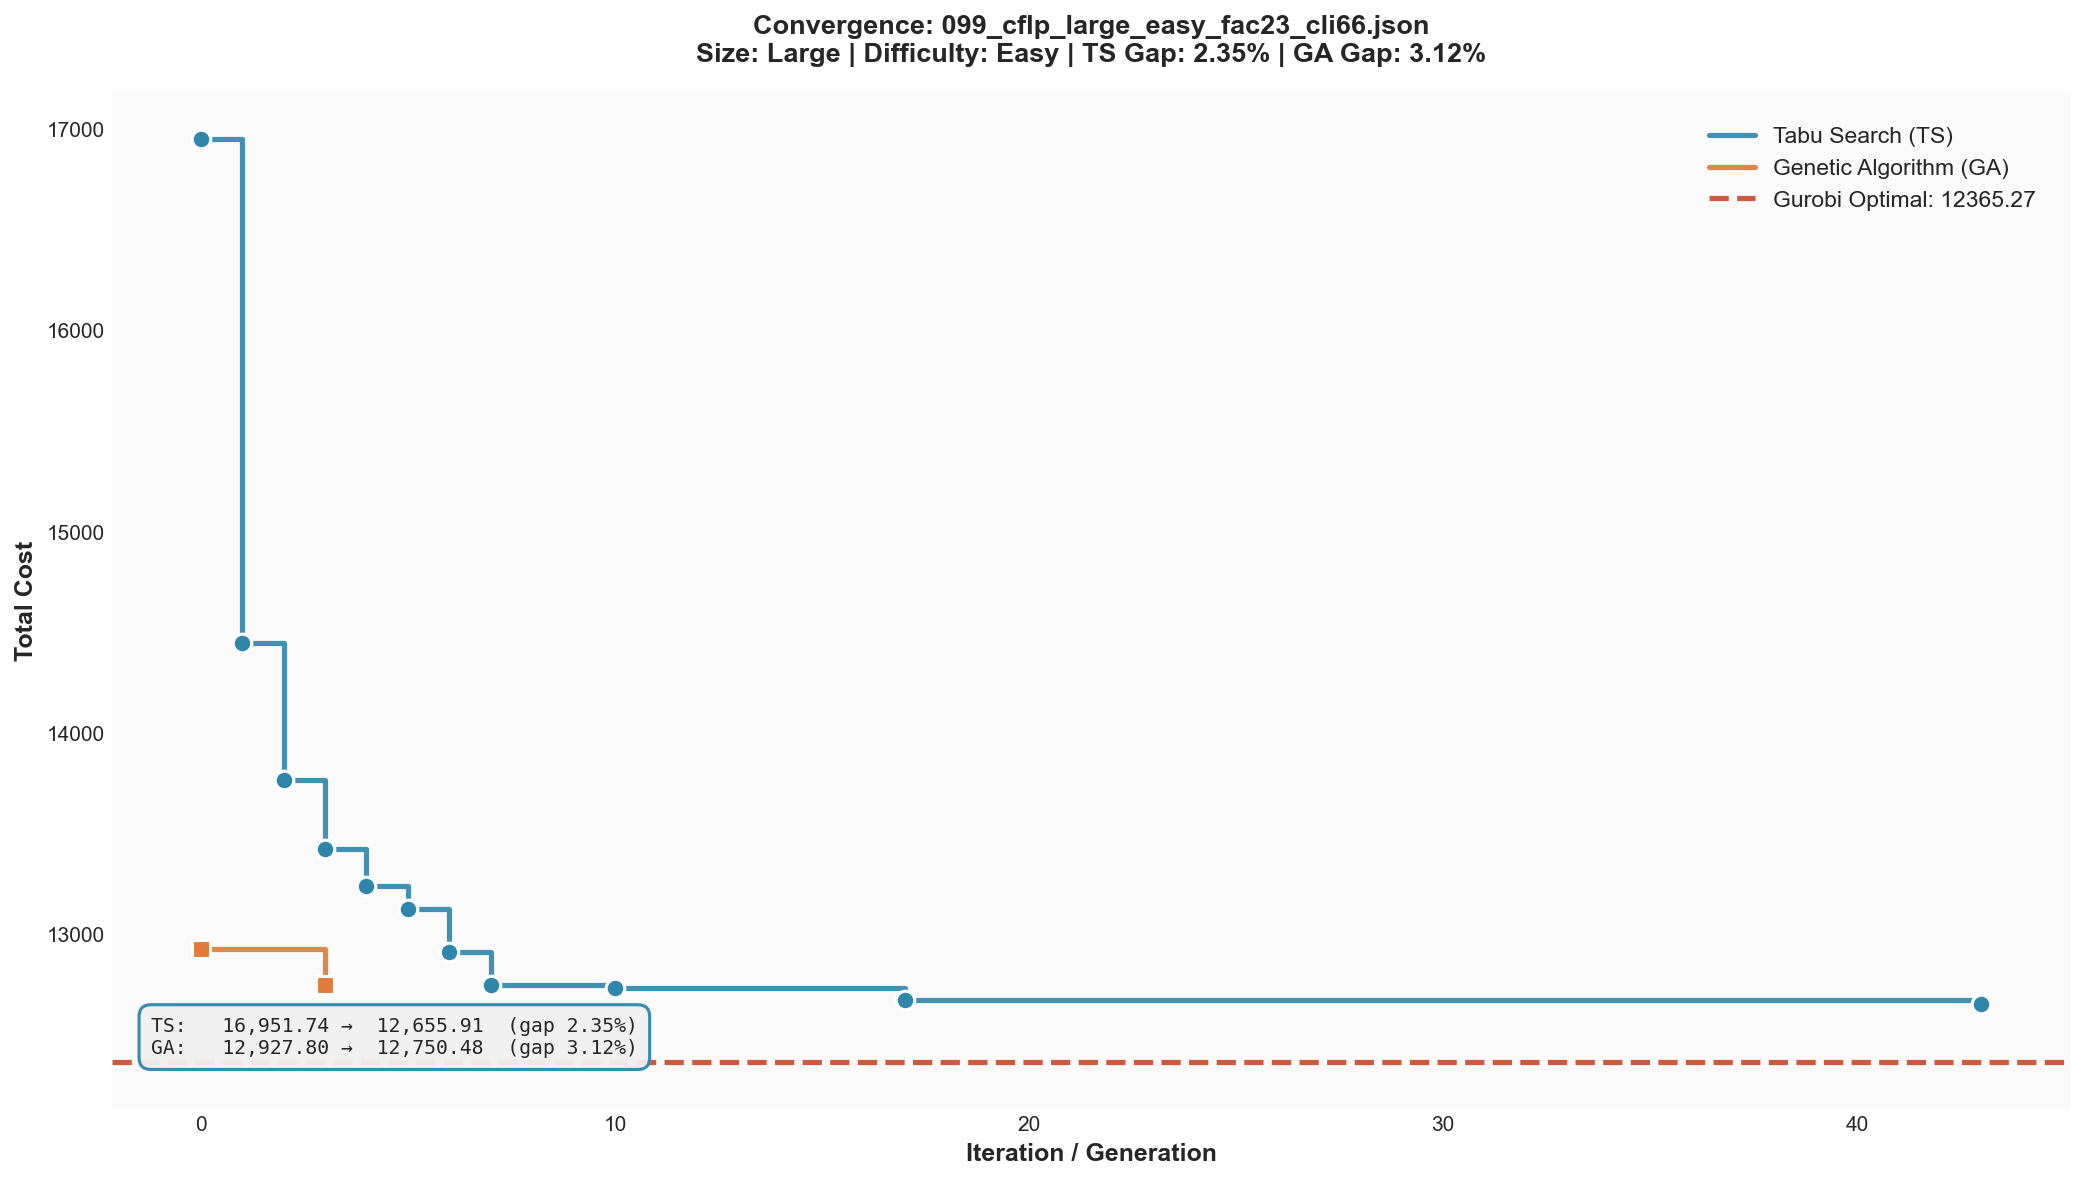 Convergence: 099_cflp_large_easy_fac23_cli66.json
Size: Large | Difficulty: Easy | TS Gap: 2.35% | GA Gap: 3.12%
Tabu Search (TS)
Genetic Algorithm (GA)
Gurobi Optimal: 12365.27
Total Cost
17000
16000
15000
14000
13000
TS:   16,951.74 →  12,655.91  (gap 2.35%)
GA:   12,927.80 →  12,750.48  (gap 3.12%)
0
10
20
30
40
Iteration / Generation